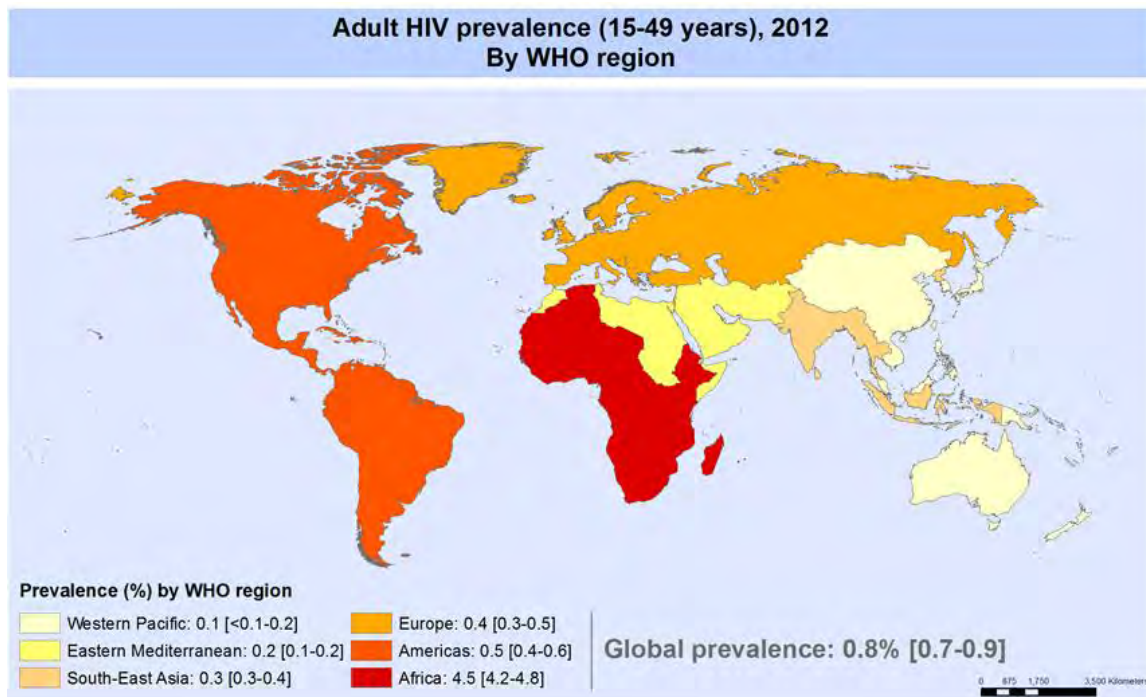 Adult HIV prevalence (15-49 years), 2012
By WHO region
Prevalence (%) by WHO region
Western Pacific: 0.1 [<0.1-0.2]
Eastern Mediterranean: 0.2 [0.1-0.2]
South-East Asia: 0.3 [0.3-0.4]
Europe: 0.4 [0.3-0.5]
Americas: 0.5 [0.4-0.6]
Africa: 4.5 [4.2-4.8]
Global prevalence: 0.8% [0.7-0.9]
0 875 1,750 3,500 Kilometer